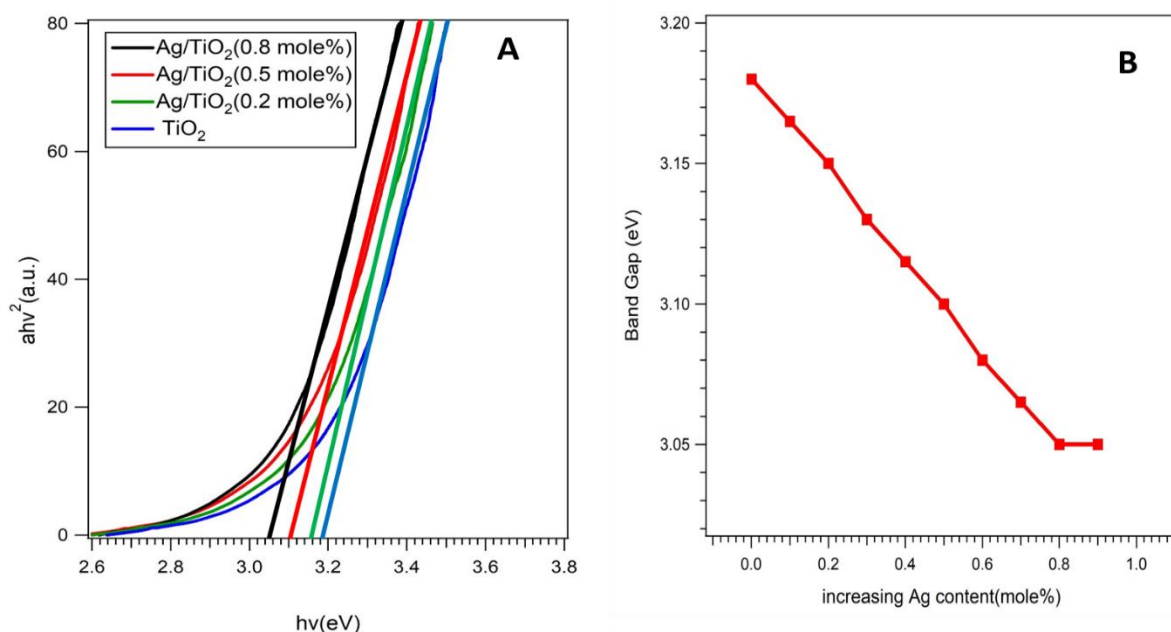 80
60
40
20
0
ahv²(a.u.)
Ag/TiO₂(0.8 mole%)
Ag/TiO₂(0.5 mole%)
Ag/TiO₂(0.2 mole%)
TiO₂
A
2.6 2.8 3.0 3.2 3.4 3.6 3.8
hv(eV)
3.20
3.15
3.10
3.05
Band Gap (eV)
B
0.0 0.2 0.4 0.6 0.8 1.0
increasing Ag content(mole%)